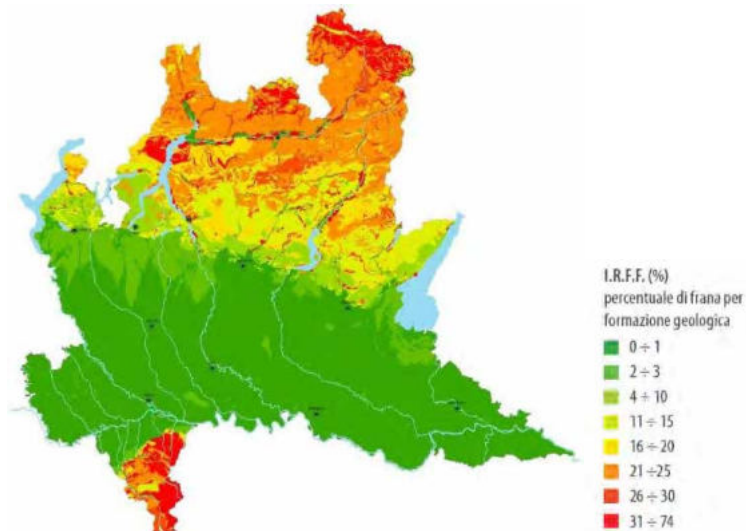 I.R.F.F. (%)
percentuale di frana per
formazione geologica
0 ÷ 1
2 ÷ 3
4 ÷ 10
11 ÷ 15
16 ÷ 20
21 ÷25
26 ÷ 30
31 ÷ 74